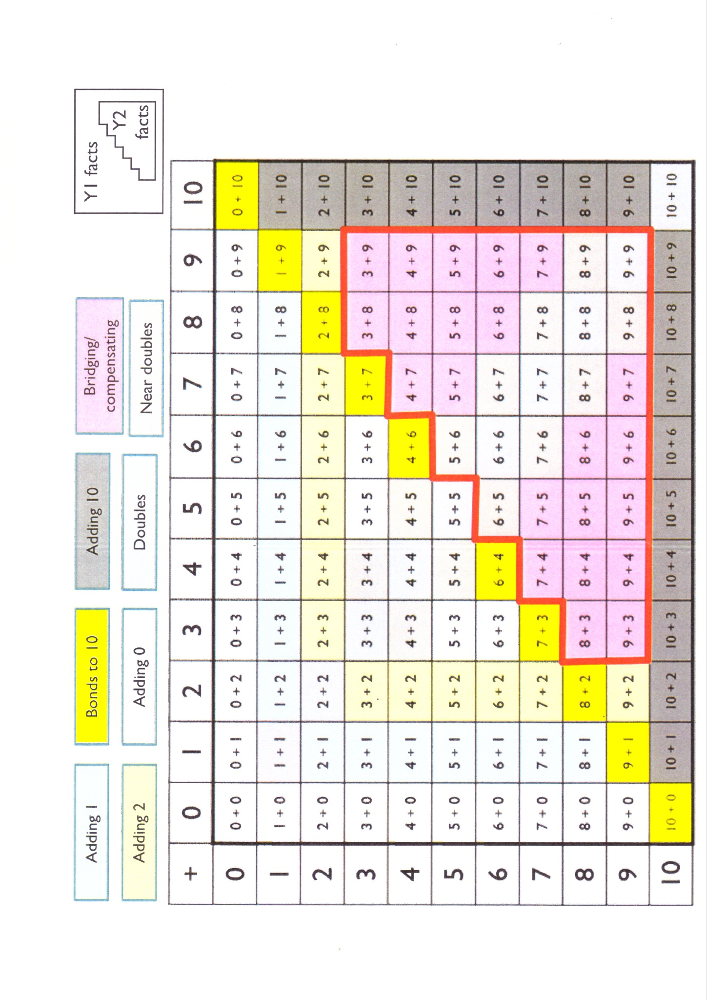 Adding 1
Bonds to 10
Adding 10
Bridging/
compensating
Y1 facts
Y2
facts
Adding 2
Adding 0
Doubles
Near doubles
+ 0 1 2 3 4 5 6 7 8 9 10
0 0 + 0 0 + 1 0 + 2 0 + 3 0 + 4 0 + 5 0 + 6 0 + 7 0 + 8 0 + 9 0 + 10
1 1 + 0 1 + 1 1 + 2 1 + 3 1 + 4 1 + 5 1 + 6 1 + 7 1 + 8 1 + 9 1 + 10
2 2 + 0 2 + 1 2 + 2 2 + 3 2 + 4 2 + 5 2 + 6 2 + 7 2 + 8 2 + 9 2 + 10
3 3 + 0 3 + 1 3 + 2 3 + 3 3 + 4 3 + 5 3 + 6 3 + 7 3 + 8 3 + 9 3 + 10
4 4 + 0 4 + 1 4 + 2 4 + 3 4 + 4 4 + 5 4 + 6 4 + 7 4 + 8 4 + 9 4 + 10
5 5 + 0 5 + 1 5 + 2 5 + 3 5 + 4 5 + 5 5 + 6 5 + 7 5 + 8 5 + 9 5 + 10
6 6 + 0 6 + 1 6 + 2 6 + 3 6 + 4 6 + 5 6 + 6 6 + 7 6 + 8 6 + 9 6 + 10
7 7 + 0 7 + 1 7 + 2 7 + 3 7 + 4 7 + 5 7 + 6 7 + 7 7 + 8 7 + 9 7 + 10
8 8 + 0 8 + 1 8 + 2 8 + 3 8 + 4 8 + 5 8 + 6 8 + 7 8 + 8 8 + 9 8 + 10
9 9 + 0 9 + 1 9 + 2 9 + 3 9 + 4 9 + 5 9 + 6 9 + 7 9 + 8 9 + 9 9 + 10
10 10 + 0 10 + 1 10 + 2 10 + 3 10 + 4 10 + 5 10 + 6 10 + 7 10 + 8 10 + 9 10 + 10